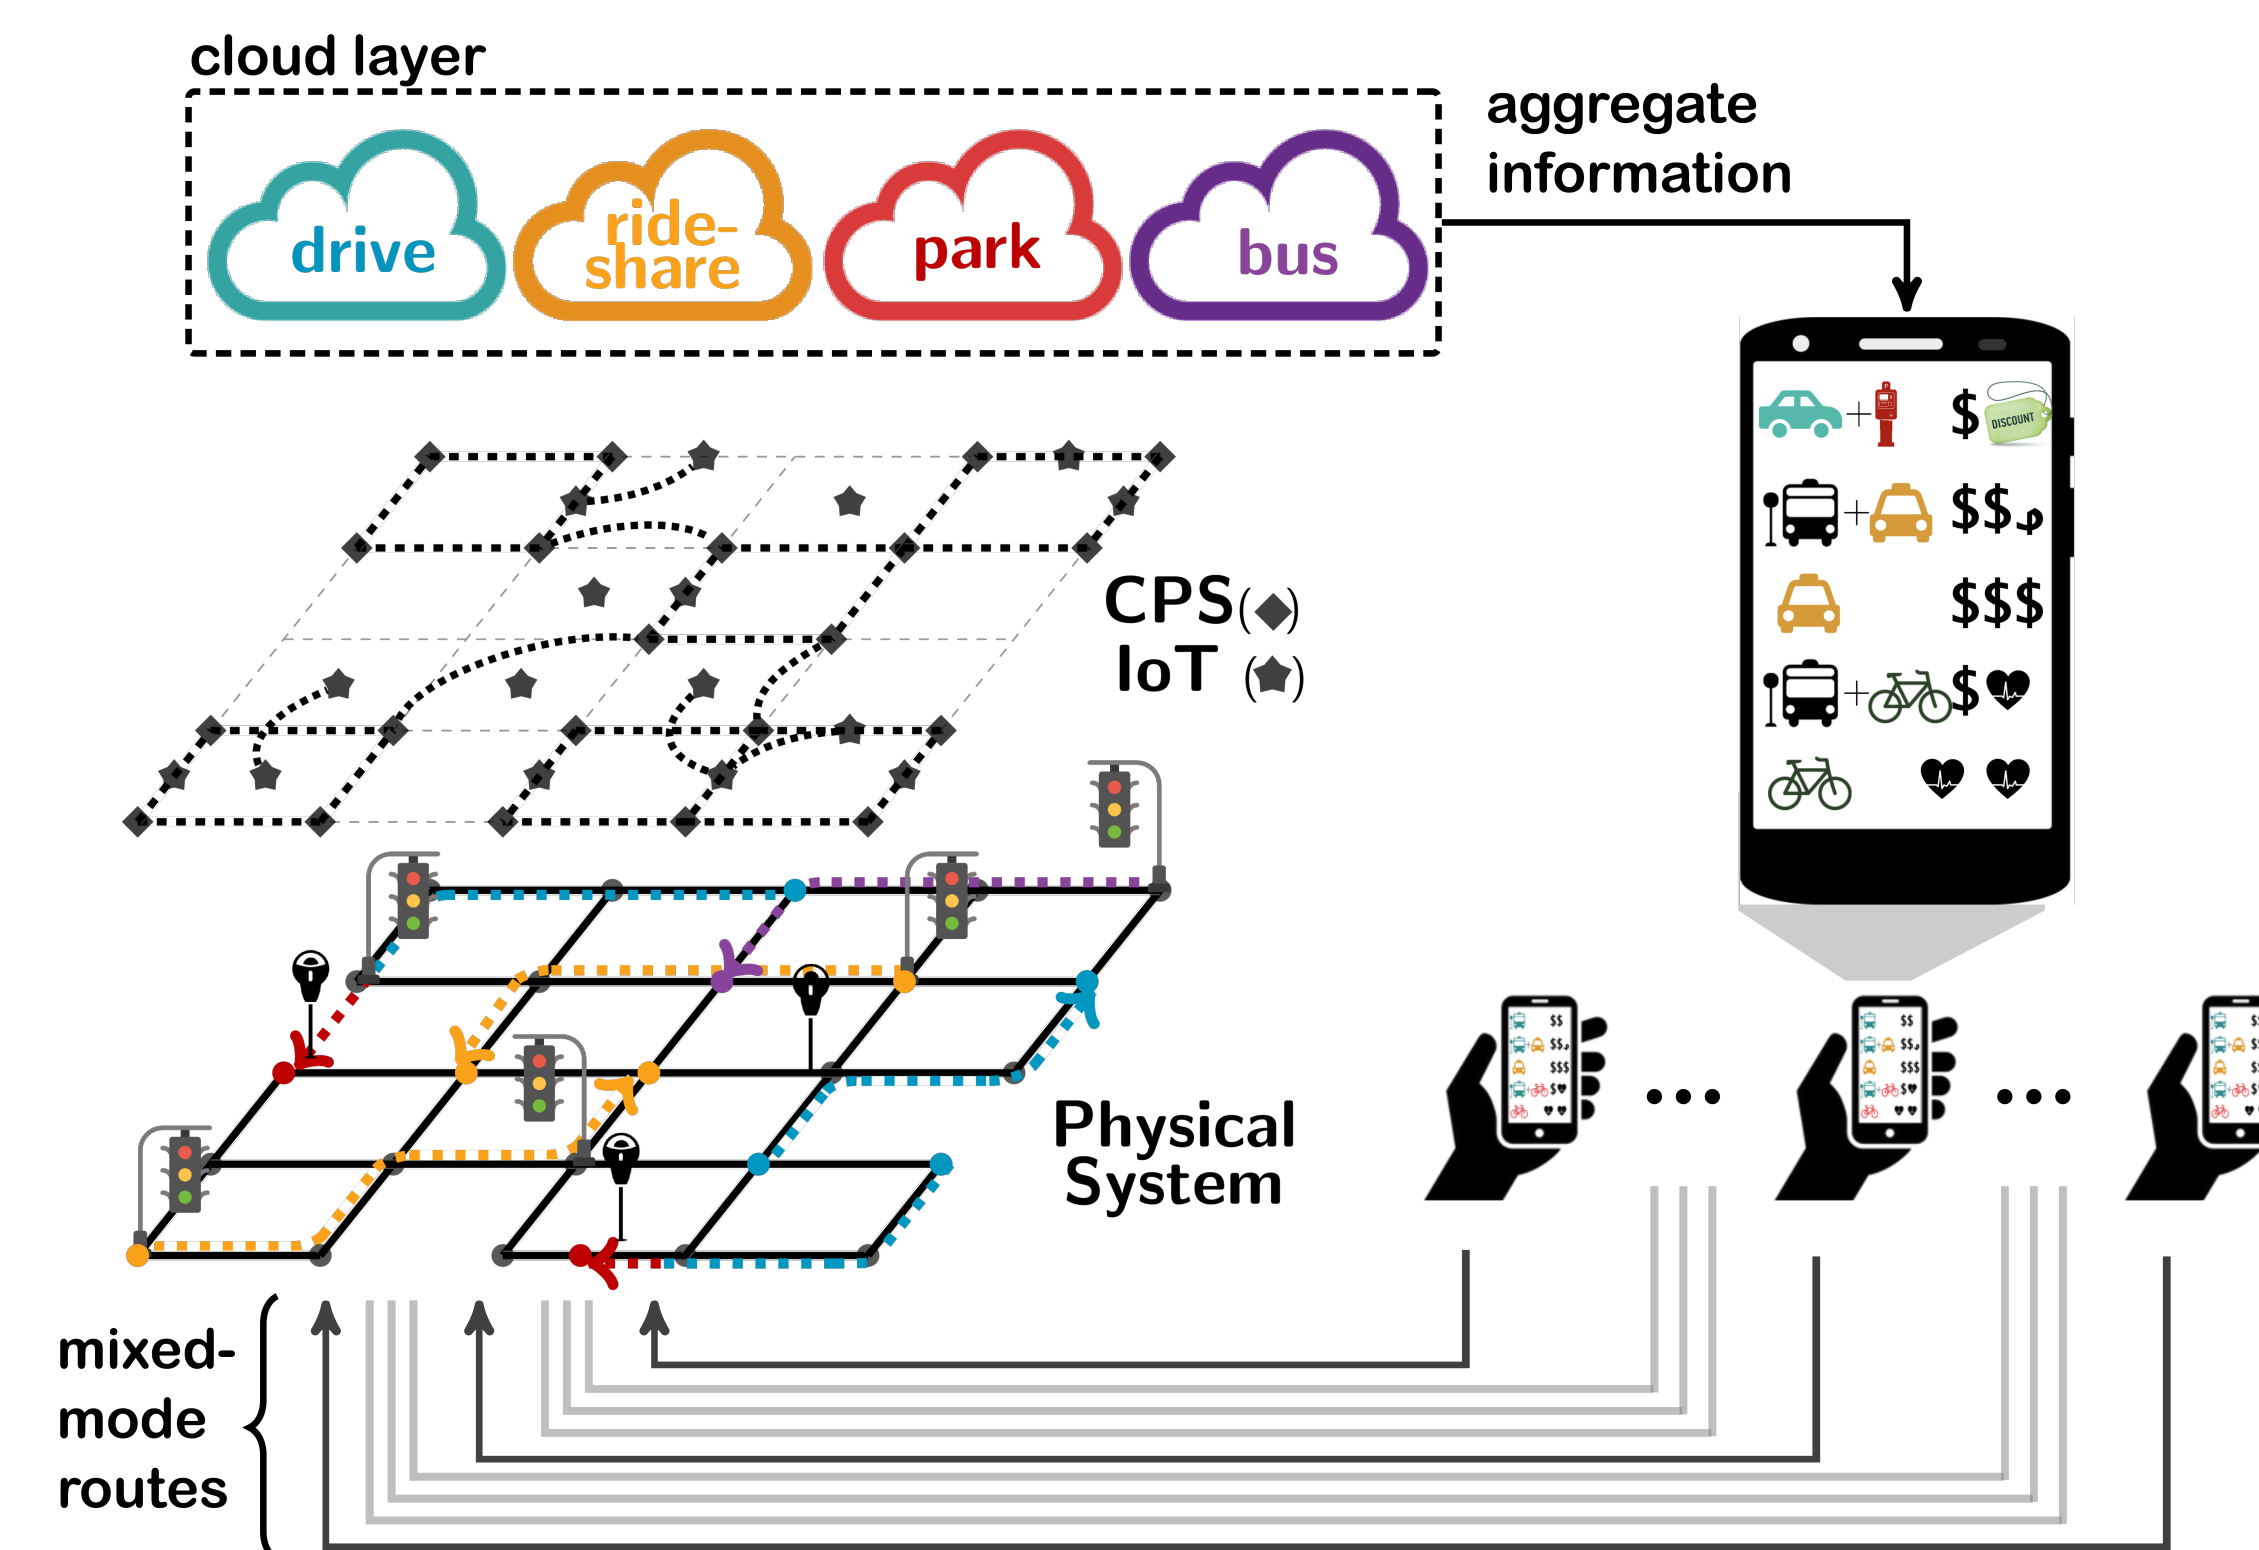 cloud layer
aggregate
information
drive
ride-
share
park
bus
+ $ DISCOUNT
+ $$
$$$
+ $
CPS(◆)
IoT (★)
Physical
System
$$
$$
$$$
$
$$
$$
$$$
$
mixed-
mode
routes